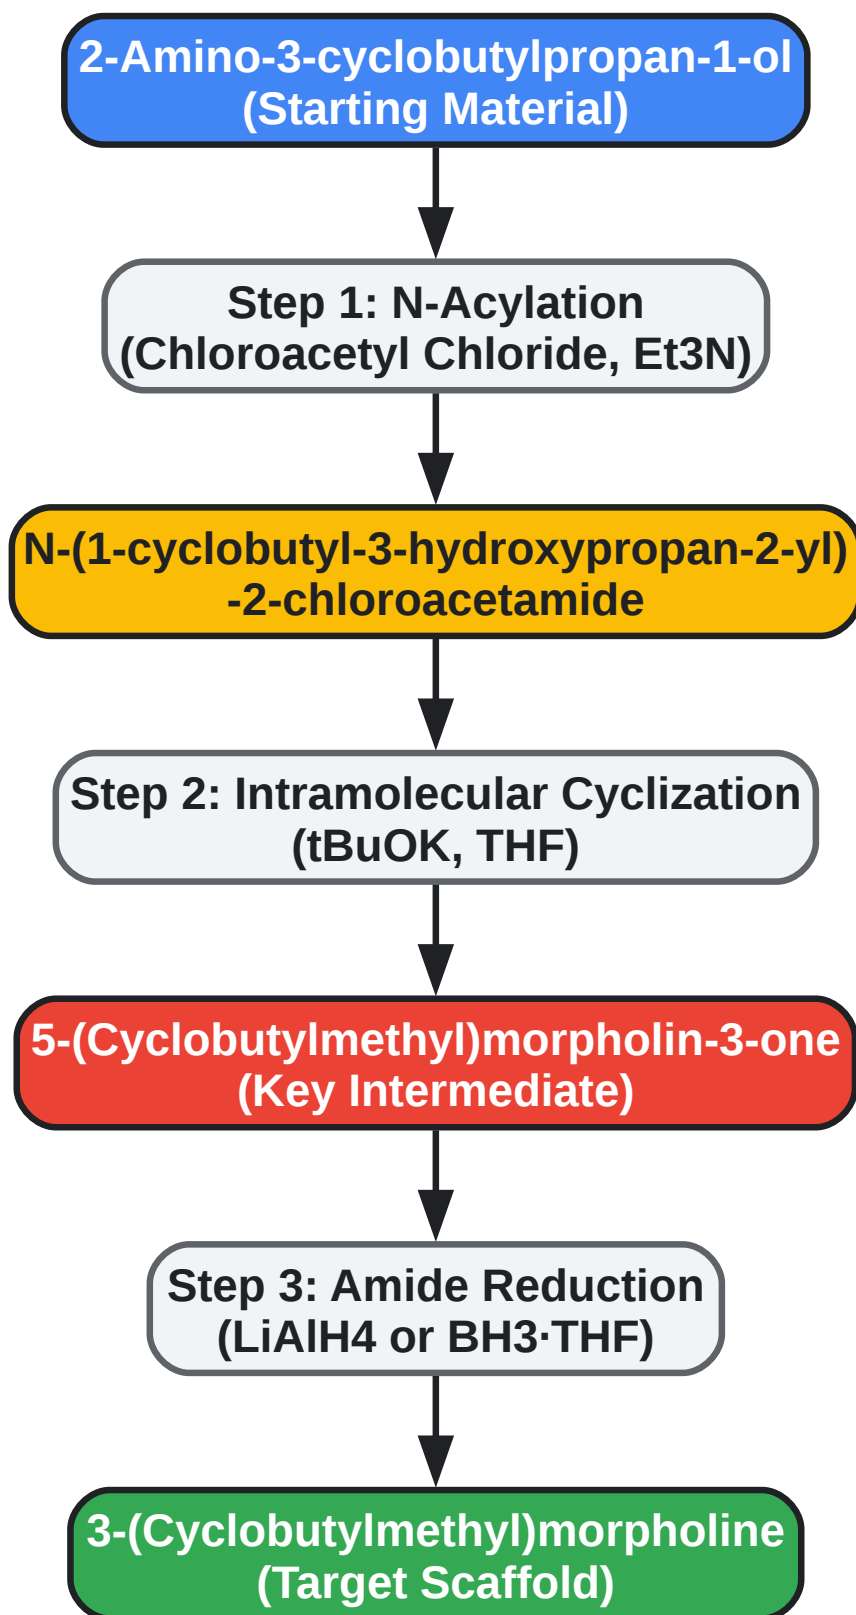 2-Amino-3-cyclobutylpropan-1-ol
(Starting Material)
Step 1: N-Acylation
(Chloroacetyl Chloride, Et3N)
N-(1-cyclobutyl-3-hydroxypropan-2-yl)
-2-chloroacetamide
Step 2: Intramolecular Cyclization
(tBuOK, THF)
5-(Cyclobutylmethyl)morpholin-3-one
(Key Intermediate)
Step 3: Amide Reduction
(LiAlH4 or BH3·THF)
3-(Cyclobutylmethyl)morpholine
(Target Scaffold)